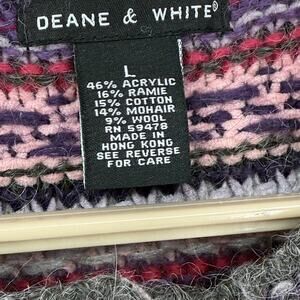 DEANE & WHITE®
L
46% ACRYLIC
16% RAMIE
15% COTTON
14% MOHAIR
9% WOOL
RN 59478
MADE IN
HONG KONG
SEE REVERSE
FOR CARE